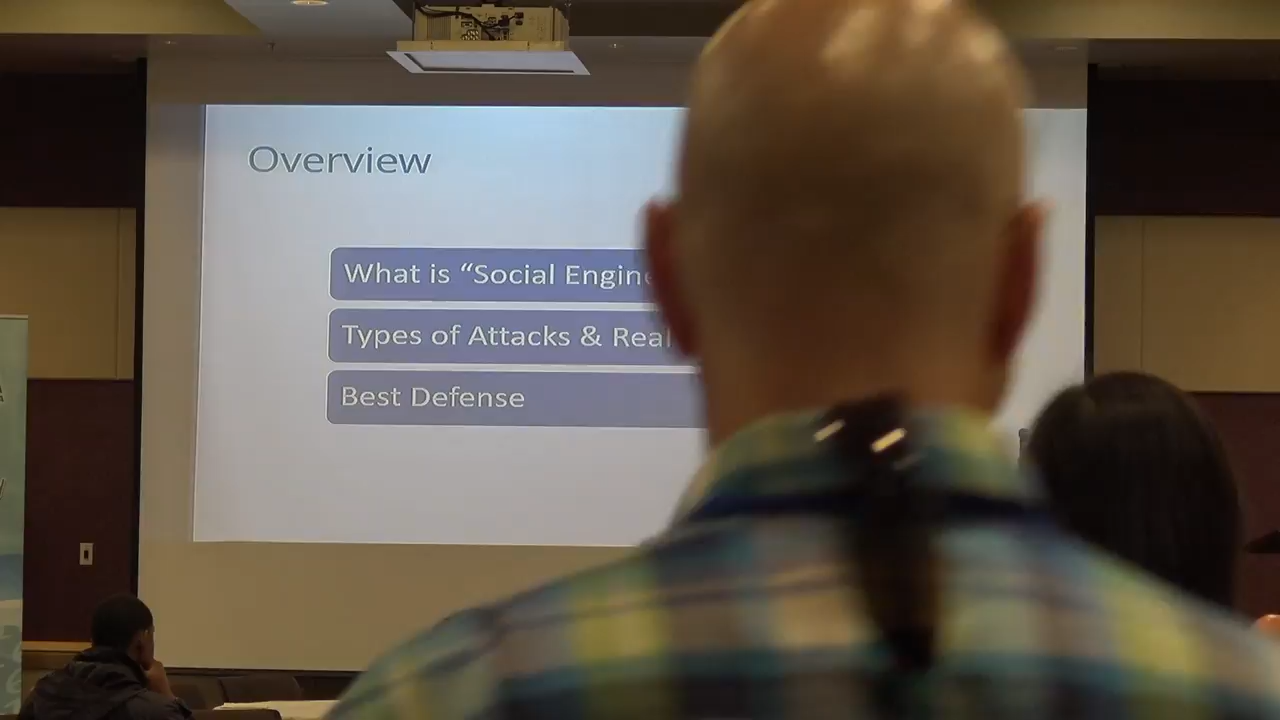 Overview
What is “Social Engine
Types of Attacks & Real
Best Defense